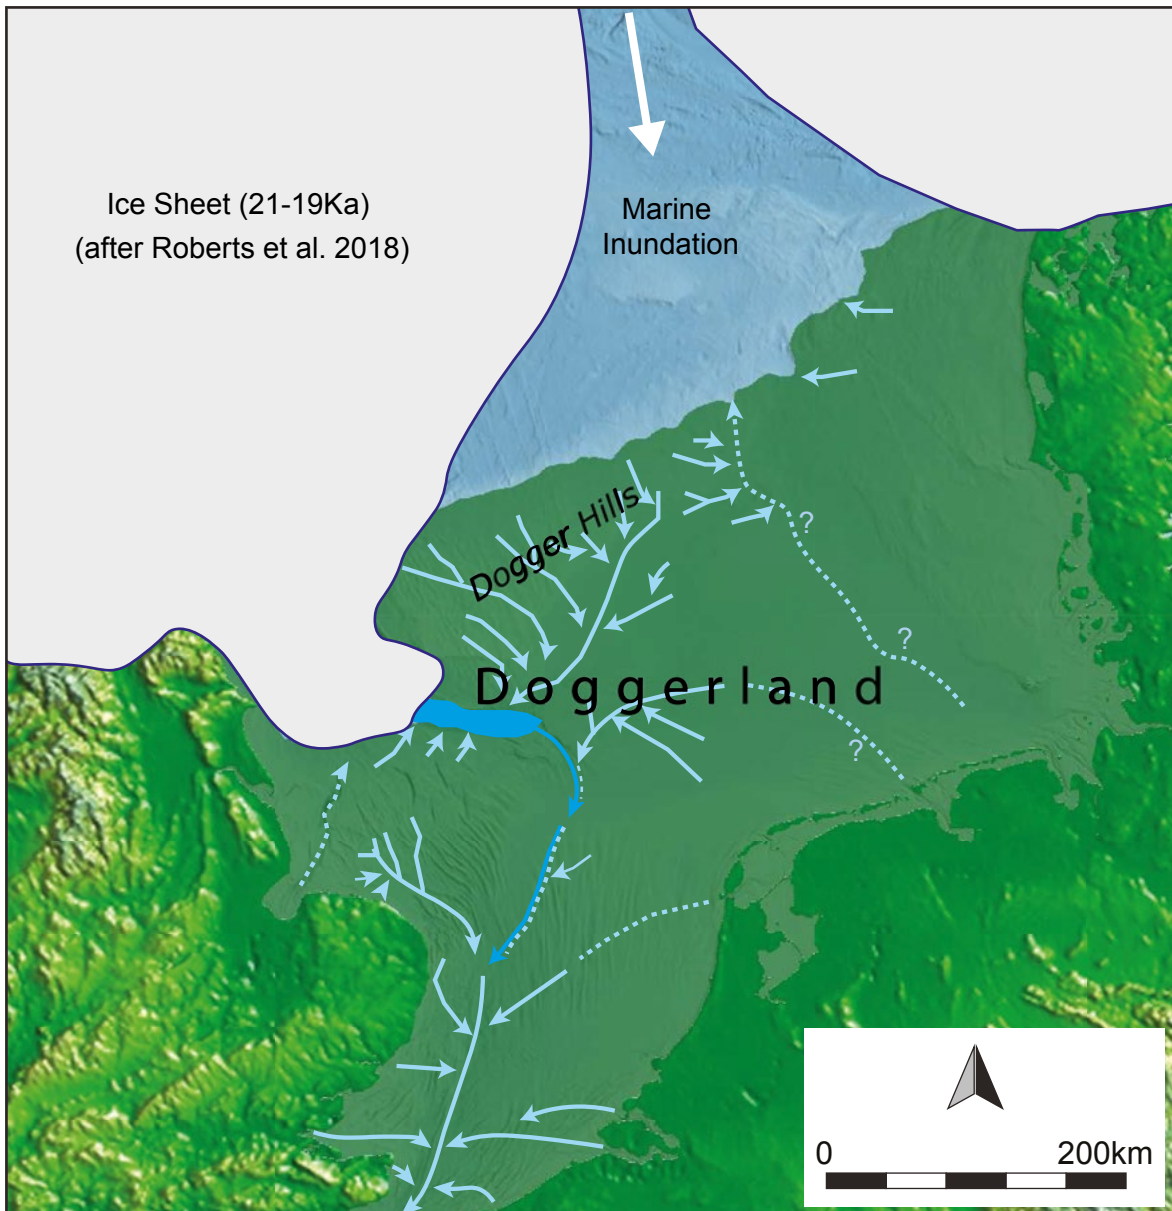 Ice Sheet (21-19Ka)
(after Roberts et al. 2018)
Marine
Inundation
Dogger Hills
?
?
Doggerland
?
0 200km